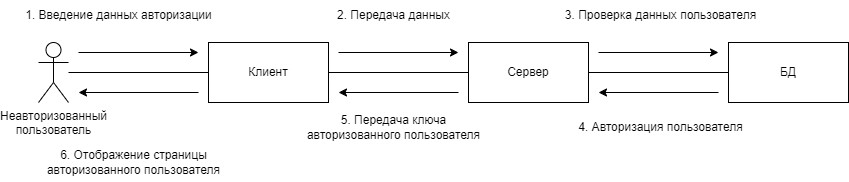 1. Введение данных авторизации
2. Передача данных
3. Проверка данных пользователя
Клиент
Сервер
БД
Неавторизованный
пользователь
5. Передача ключа
авторизованного пользователя
4. Авторизация пользователя
6. Отображение страницы
авторизованного пользователя